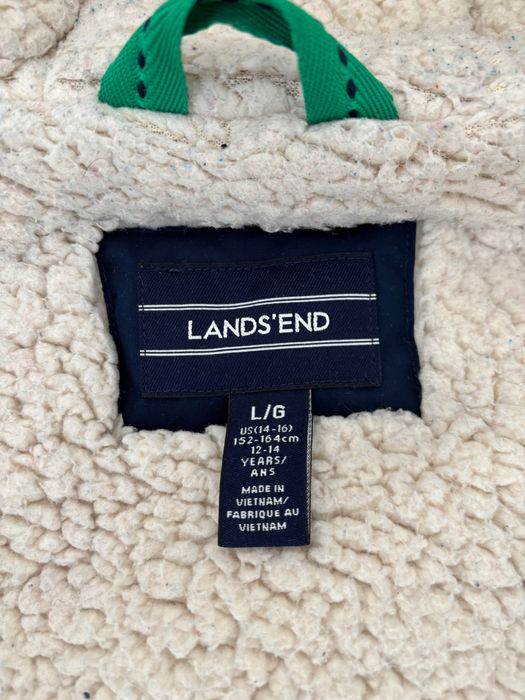 LANDS'END
L/G
US(14-16)
152-164cm
12-14
YEARS/
ANS
MADE IN
VIETNAM/
FABRIQUE AU
VIETNAM